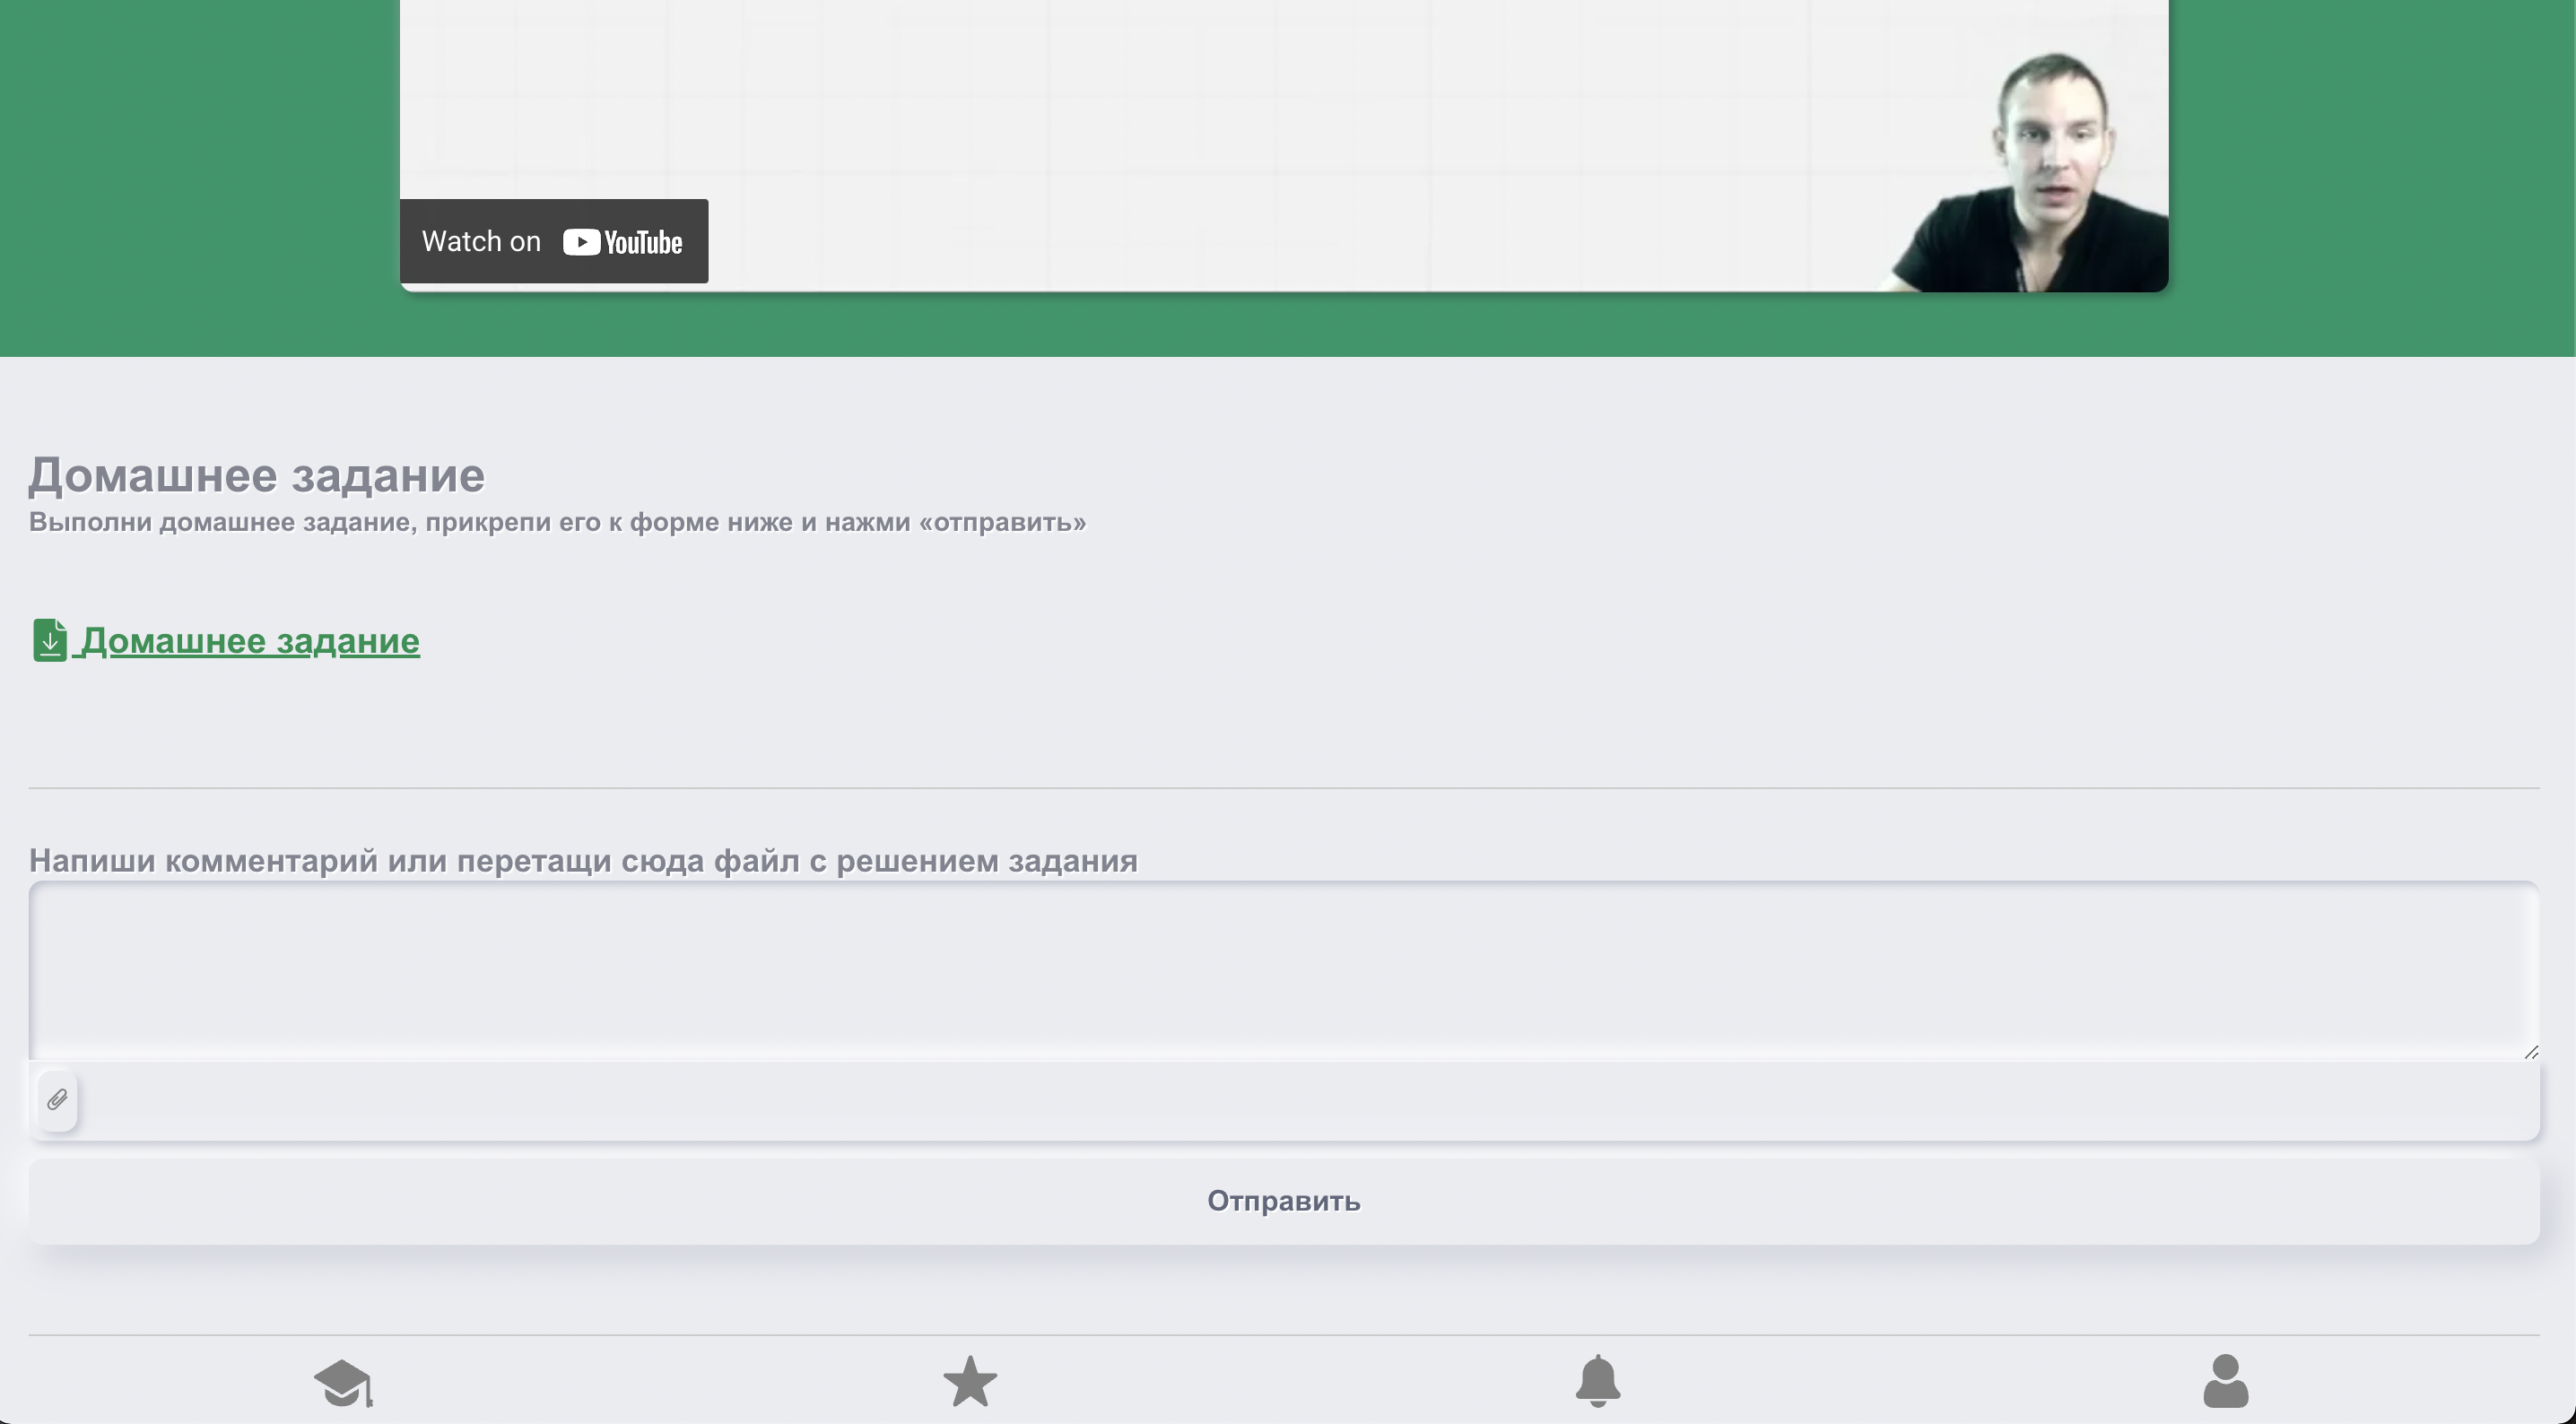 Watch on YouTube
Домашнее задание
Выполни домашнее задание, прикрепи его к форме ниже и нажми «отправить»
Домашнее задание
Напиши комментарий или перетащи сюда файл с решением задания
Отправить